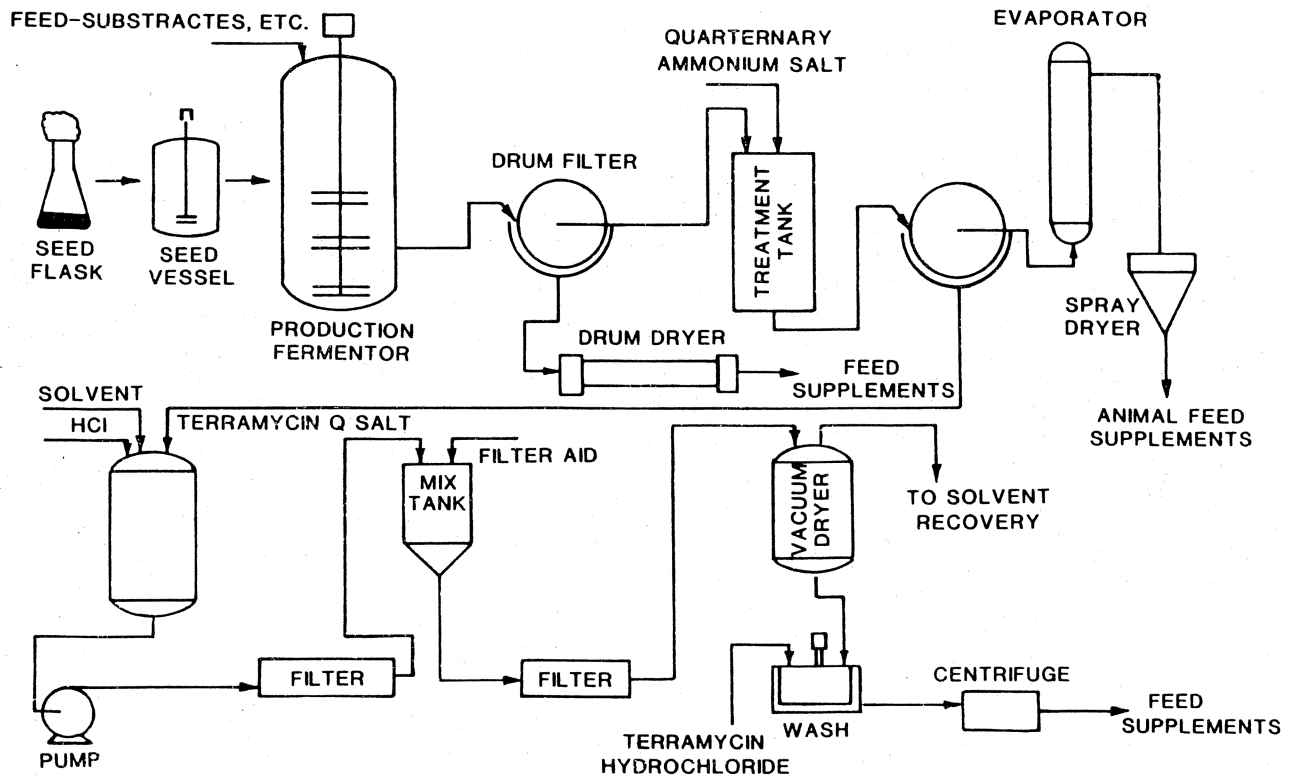 FEED-SUBSTRACTES, ETC.
EVAPORATOR
QUARTERNARY
AMMONIUM SALT
DRUM FILTER
TREATMENT
TANK
SEED
FLASK
SEED
VESSEL
PRODUCTION
FERMENTOR
DRUM DRYER
FEED
SUPPLEMENTS
SPRAY
DRYER
ANIMAL FEED
SUPPLEMENTS
SOLVENT
HCl
TERRAMYCIN Q SALT
FILTER AID
MIX
TANK
VACUUM
DRYER
TO SOLVENT
RECOVERY
FILTER
FILTER
PUMP
CENTRIFUGE
FEED
SUPPLEMENTS
WASH
TERRAMYCIN
HYDROCHLORIDE